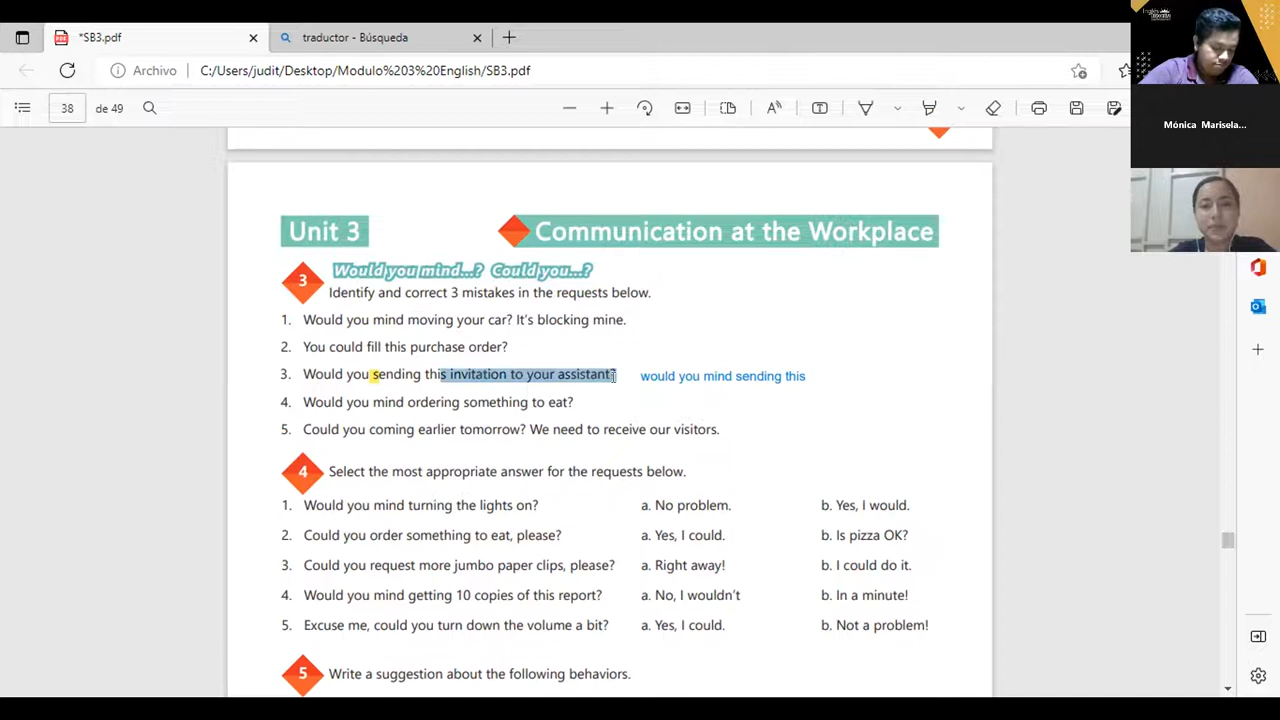 *SB3.pdf
traductor - Búsqueda
Archivo
C:/Users/judit/Desktop/Modulo%203%20English/SB3.pdf
38
de 49
Mónica Marisela...
Unit 3
Communication at the Workplace
3
Would you mind...? Could you...?
Identify and correct 3 mistakes in the requests below.
1. Would you mind moving your car? It's blocking mine.
2. You could fill this purchase order?
3. Would you sending this invitation to your assistant?
would you mind sending this
4. Would you mind ordering something to eat?
5. Could you coming earlier tomorrow? We need to receive our visitors.
4
Select the most appropriate answer for the requests below.
1. Would you mind turning the lights on? a. No problem. b. Yes, I would.
2. Could you order something to eat, please? a. Yes, I could. b. Is pizza OK?
3. Could you request more jumbo paper clips, please? a. Right away! b. I could do it.
4. Would you mind getting 10 copies of this report? a. No, I wouldn't b. In a minute!
5. Excuse me, could you turn down the volume a bit? a. Yes, I could. b. Not a problem!
5
Write a suggestion about the following behaviors.